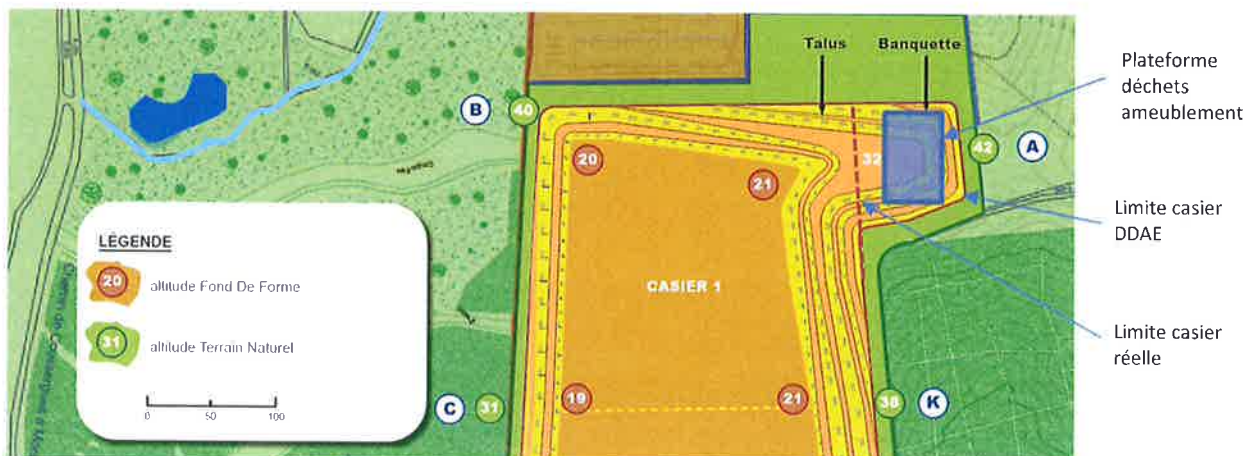 Talus
Banquette
Plateforme
déchets
ameublement
B
40
20
21
32
42
A
Limite casier
DDAE
LÉGENDE
20
altitude Fond De Forme
CASIER 1
31
altitude Terrain Naturel
Limite casier
réelle
0
50
100
C
31
19
21
38
K